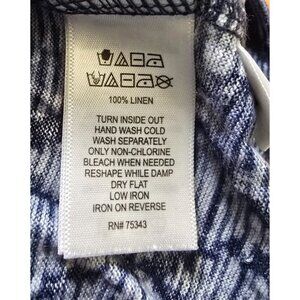 100% LINEN
TURN INSIDE OUT
HAND WASH COLD
WASH SEPARATELY
ONLY NON-CHLORINE
BLEACH WHEN NEEDED
RESHAPE WHILE DAMP
DRY FLAT
LOW IRON
IRON ON REVERSE
RN# 75343